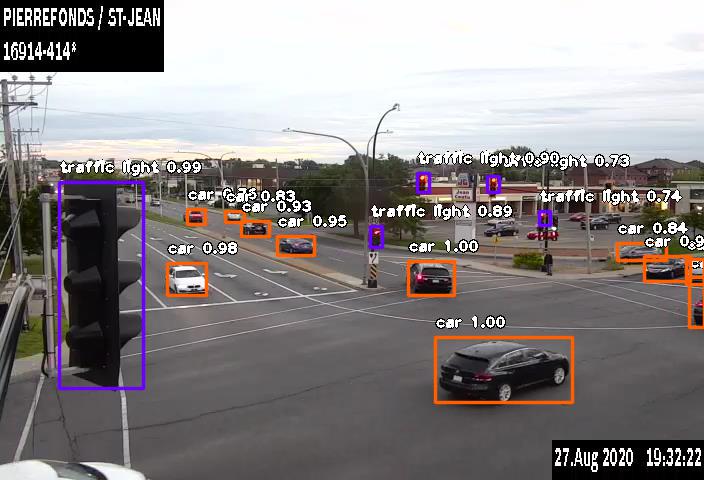 PIERREFONDS / ST-JEAN
16914-414*
traffic light 0.99
traffic light 0.90
0.73
car 0.76
car 0.83
car 0.93
car 0.95
traffic light 0.89
traffic light 0.74
car 0.84
car 0.98
car 1.00
car 1.00
27.Aug 2020 19:32:22